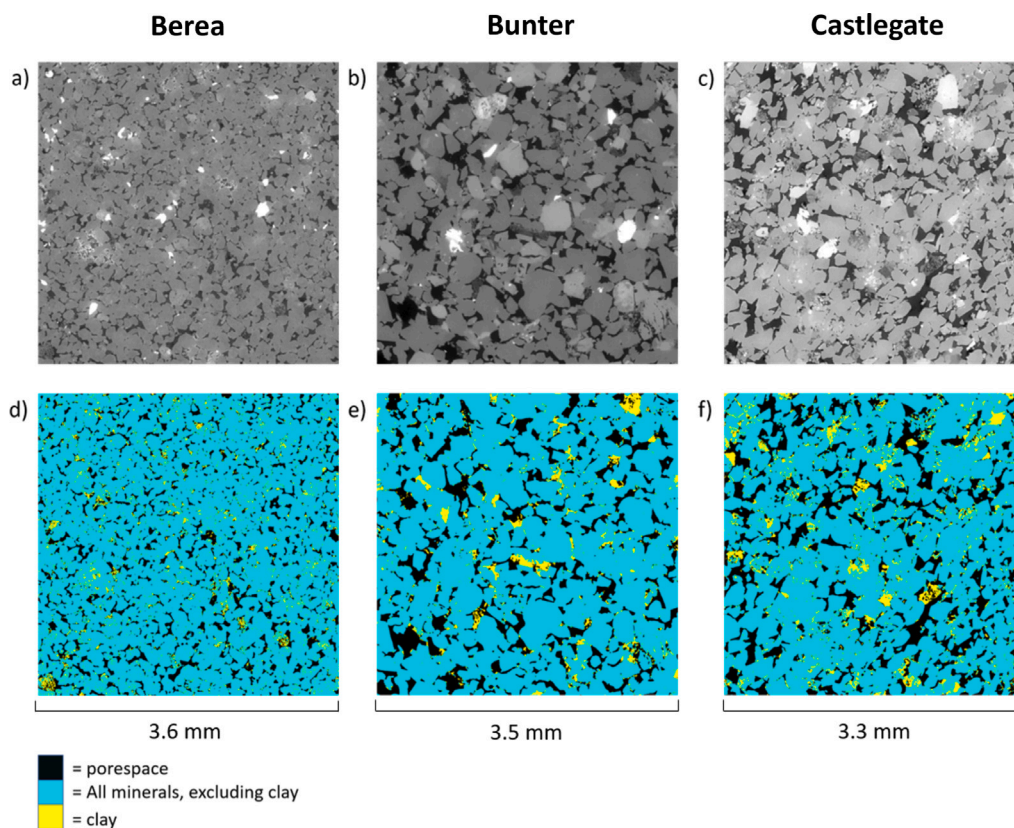 Berea Bunter Castlegate
a) b) c)
d) e) f)
3.6 mm 3.5 mm 3.3 mm
= porespace
= All minerals, excluding clay
= clay